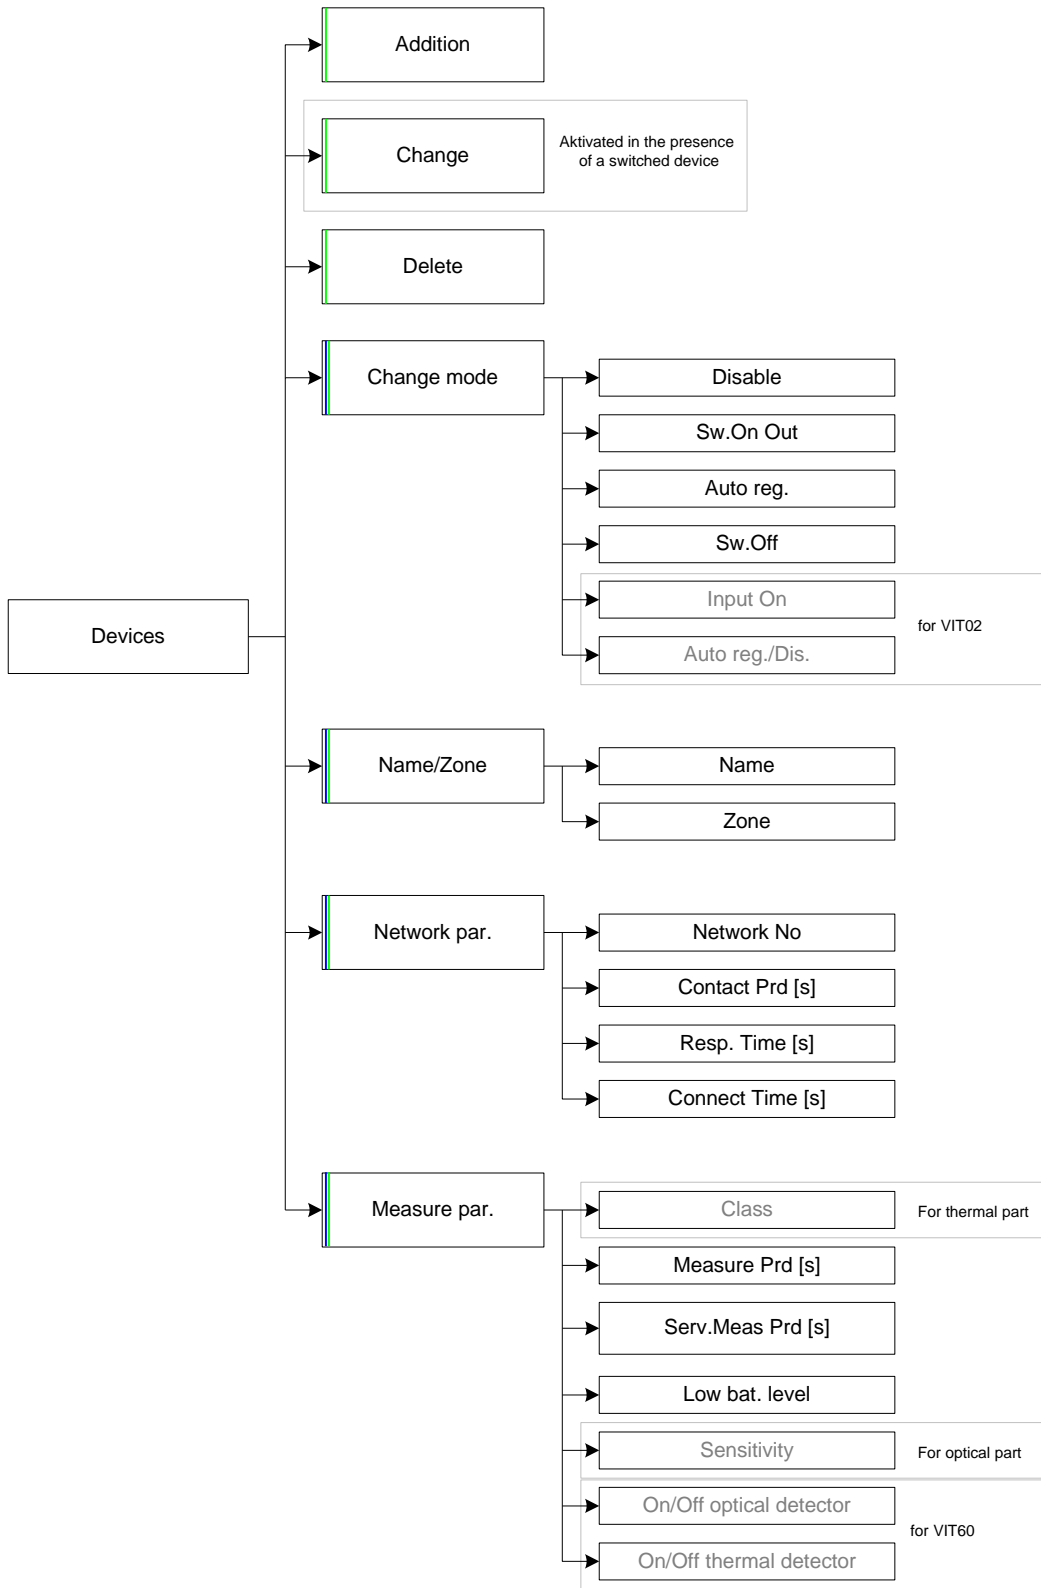 Addition
Change
Aktivated in the presence
of a switched device
Delete
Change mode
Disable
Sw.On Out
Auto reg.
Sw.Off
Input On
for VIT02
Auto reg./Dis.
Devices
Name/Zone
Name
Zone
Network par.
Network No
Contact Prd [s]
Resp. Time [s]
Connect Time [s]
Measure par.
Class
For thermal part
Measure Prd [s]
Serv.Meas Prd [s]
Low bat. level
Sensitivity
For optical part
On/Off optical detector
for VIT60
On/Off thermal detector